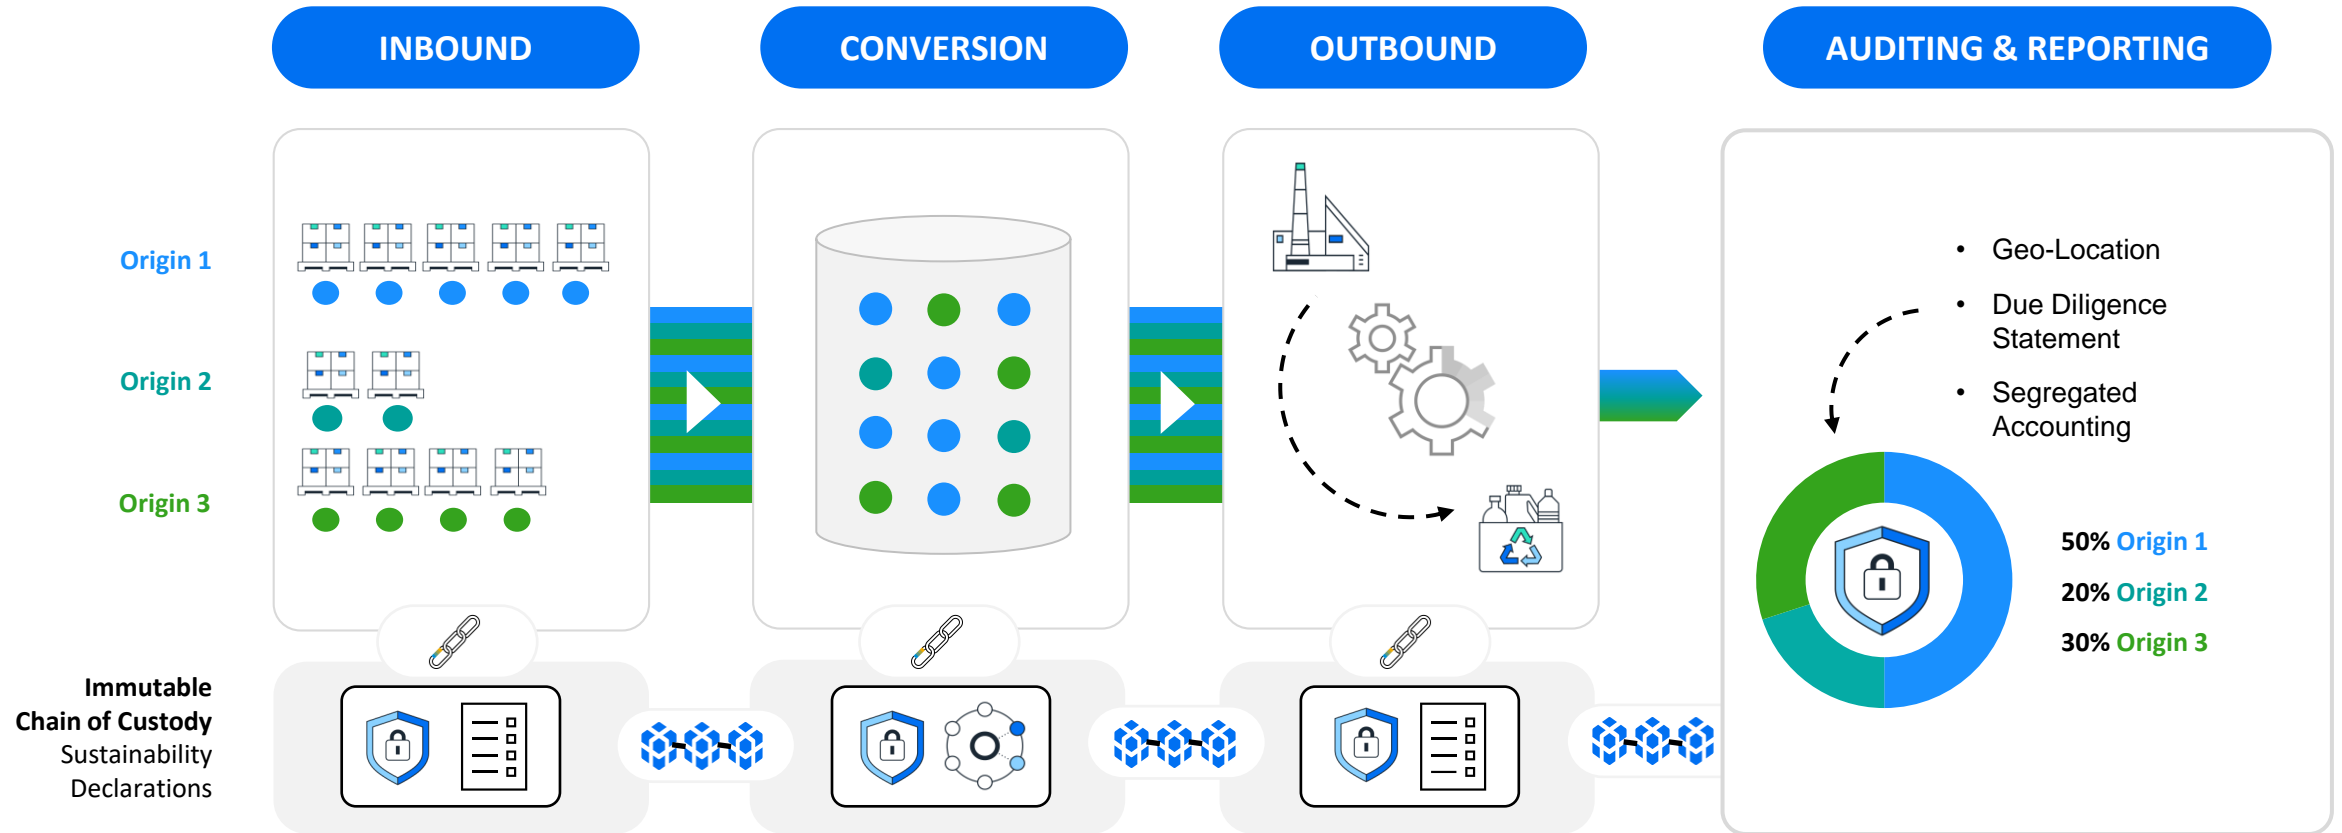 INBOUND
CONVERSION
OUTBOUND
AUDITING & REPORTING
Origin 1
Origin 2
Origin 3
• Geo-Location
• Due Diligence
Statement
• Segregated
Accounting
50% Origin 1
20% Origin 2
30% Origin 3
Immutable
Chain of Custody
Sustainability
Declarations